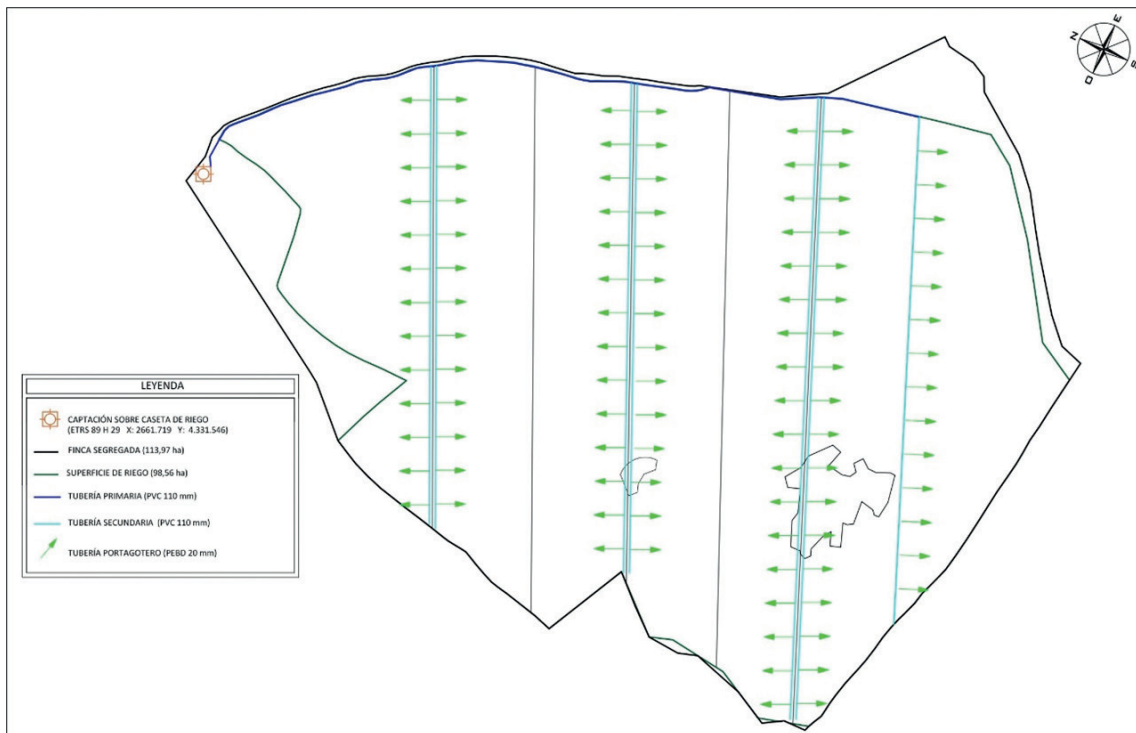 N
E
O
S
LEYENDA
CAPTACIÓN SOBRE CASETA DE RIEGO
(ETRS 89 H 29 X: 2661.719 Y: 4.331.546)
FINCA SEGREGADA (113,97 ha)
SUPERFICIE DE RIEGO (98,56 ha)
TUBERÍA PRIMARIA (PVC 110 mm)
TUBERÍA SECUNDARIA (PVC 110 mm)
TUBERÍA PORTAGOTERO (PEBD 20 mm)